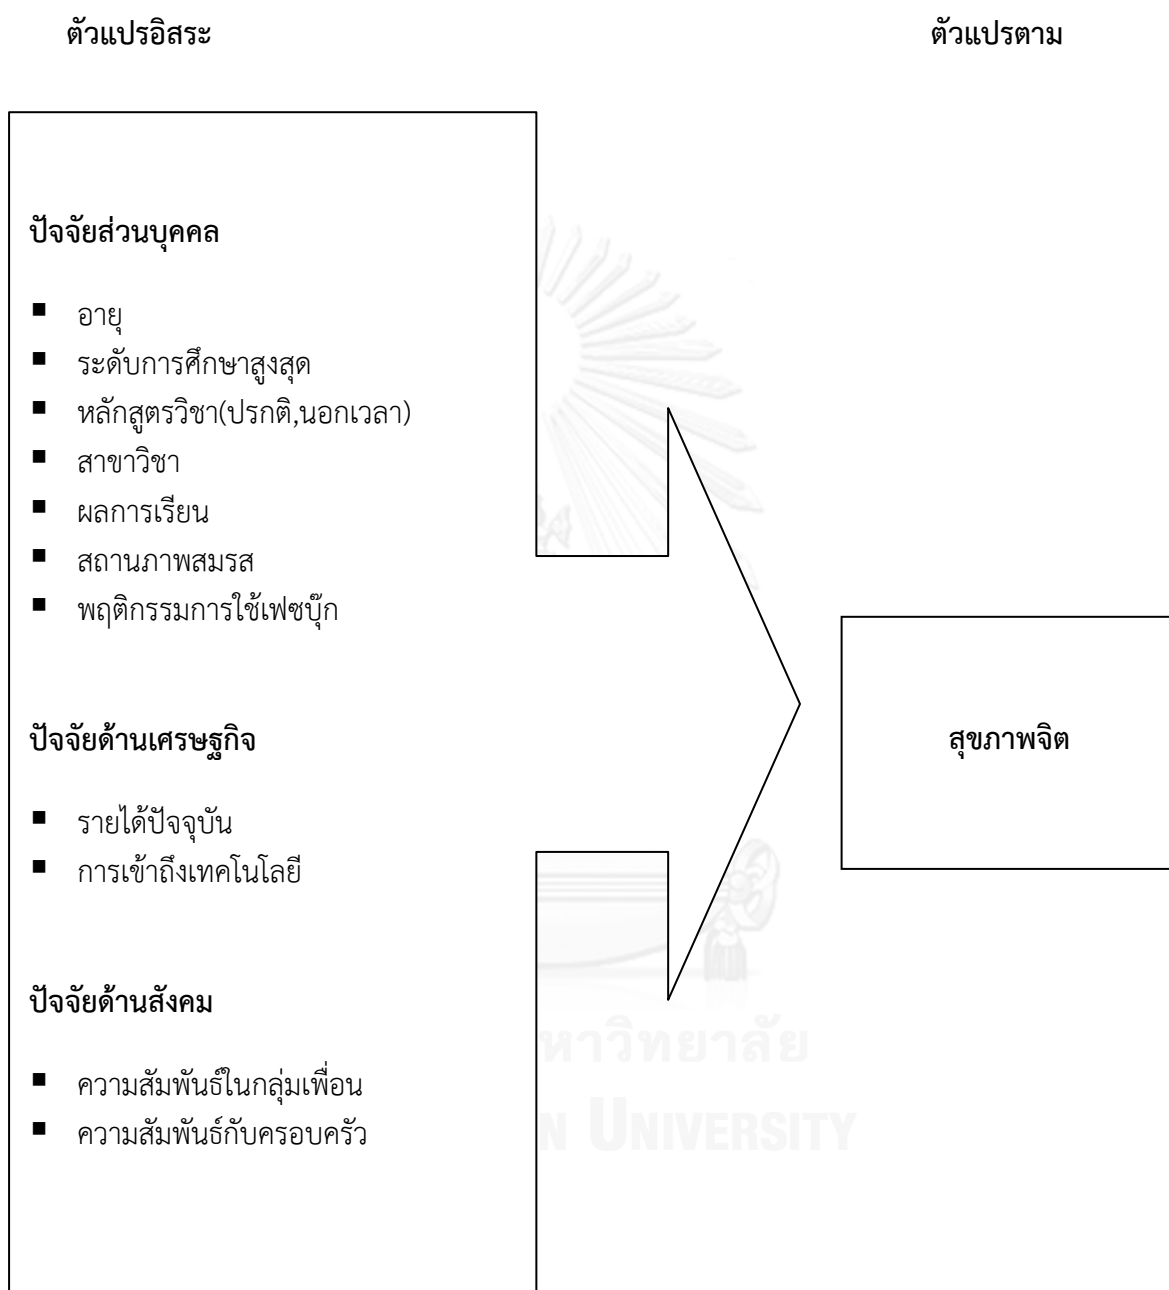 ตัวแปรอิสระ
ตัวแปรตาม
ปัจจัยส่วนบุคคล
▪ อายุ
▪ ระดับการศึกษาสูงสุด
▪ หลักสูตรวิชา(ปรกติ,นอกเวลา)
▪ สาขาวิชา
▪ ผลการเรียน
▪ สถานภาพสมรส
▪ พฤติกรรมการใช้เฟซบุ๊ก
ปัจจัยด้านเศรษฐกิจ
▪ รายได้ปัจจุบัน
▪ การเข้าถึงเทคโนโลยี
สุขภาพจิต
ปัจจัยด้านสังคม
▪ ความสัมพันธ์ในกลุ่มเพื่อน
▪ ความสัมพันธ์กับครอบครัว
หาวิทยาลัย
N UNIVERSITY